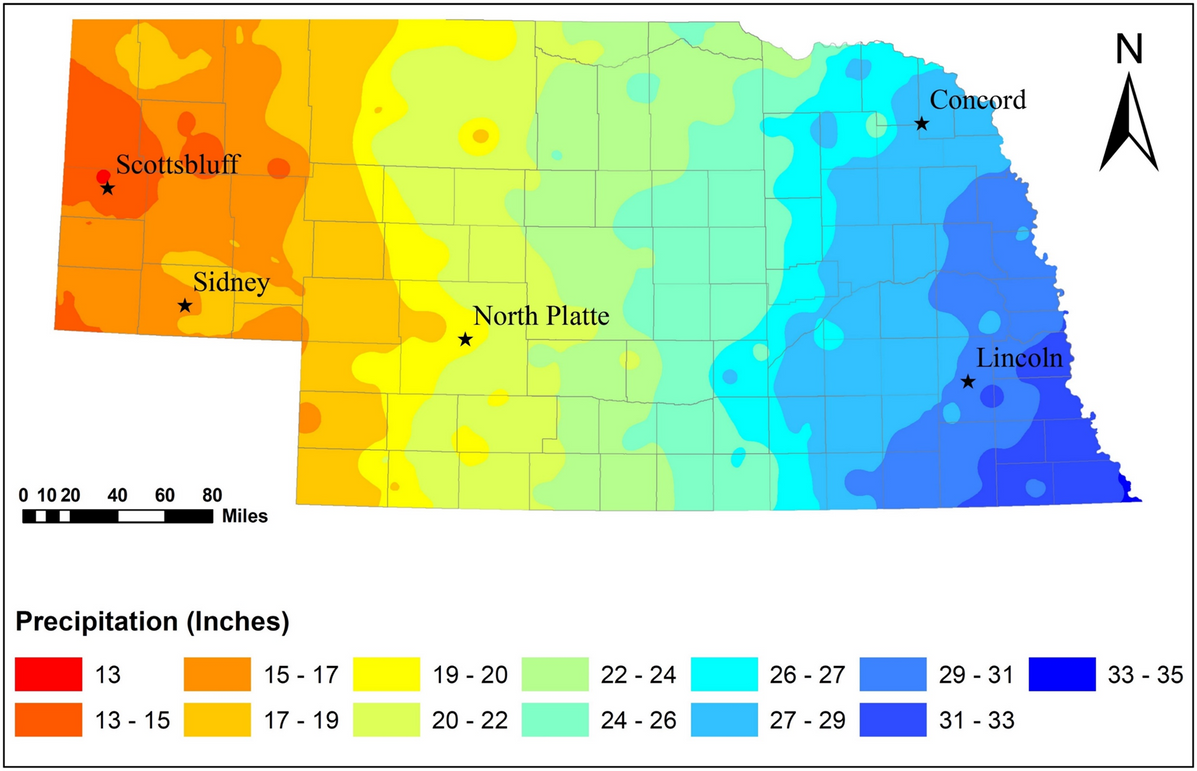 N
Concord
Scottsbluff
Sidney
North Platte
Lincoln
0 10 20 40 60 80
Miles
Precipitation (Inches)
13 15 - 17 19 - 20 22 - 24 26 - 27 29 - 31 33 - 35
13 - 15 17 - 19 20 - 22 24 - 26 27 - 29 31 - 33